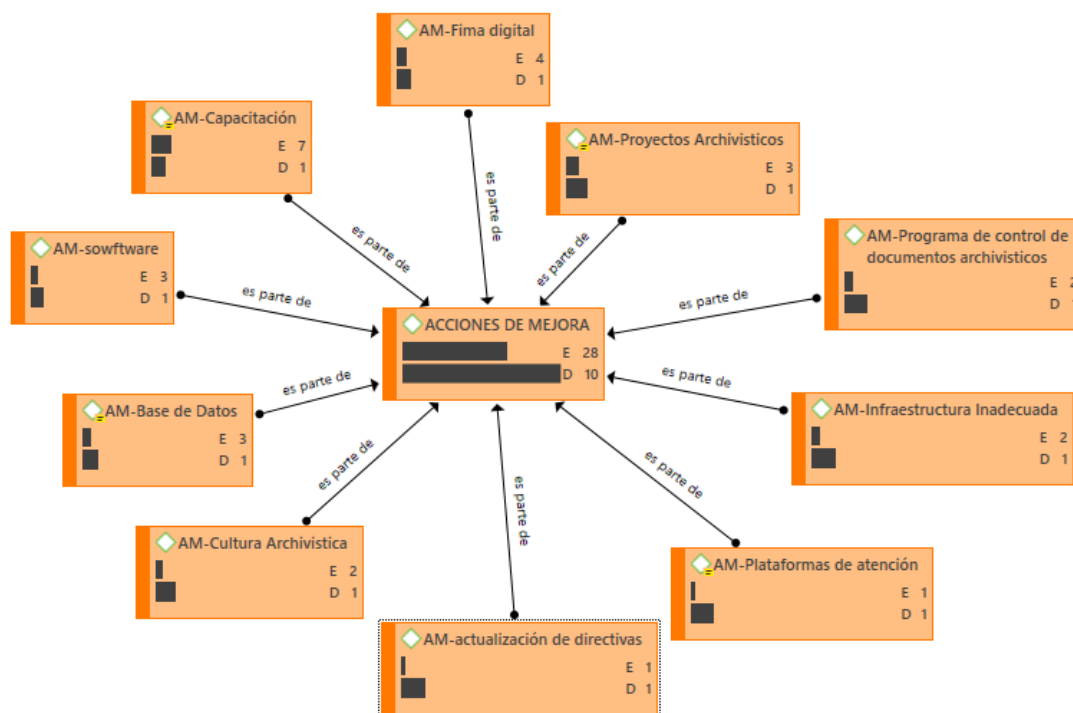 AM-Fima digital
E 4
D 1
AM-Capacitación
E 7
D 1
AM-Proyectos Archivisticos
E 3
D 1
AM-sowftware
E 3
D 1
AM-Programa de control de
documentos archivisticos
E 2
D
es parte de
es parte de
es parte de
es parte de
es parte de
ACCIONES DE MEJORA
E 28
D 10
es parte de
es parte de
AM-Base de Datos
E 3
D 1
AM-Infraestructura Inadecuada
E 2
D 1
es parte de
es parte de
es parte de
AM-Cultura Archivistica
E 2
D 1
AM-Plataformas de atención
E 1
D 1
AM-actualización de directivas
E 1
D 1